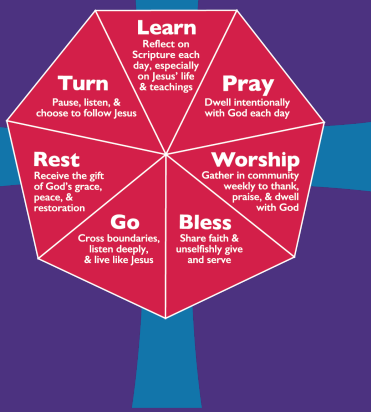 Learn
Reflect on
Scripture each
day, especially
on Jesus' life
& teachings
Turn
Pause, listen, &
choose to follow Jesus
Pray
Dwell intentionally
with God each day
Rest
Receive the gift
of God's grace,
peace, &
restoration
Worship
Gather in community
weekly to thank,
praise, & dwell
with God
Go
Cross boundaries,
listen deeply,
& live like Jesus
Bless
Share faith &
unselfishly give
and serve